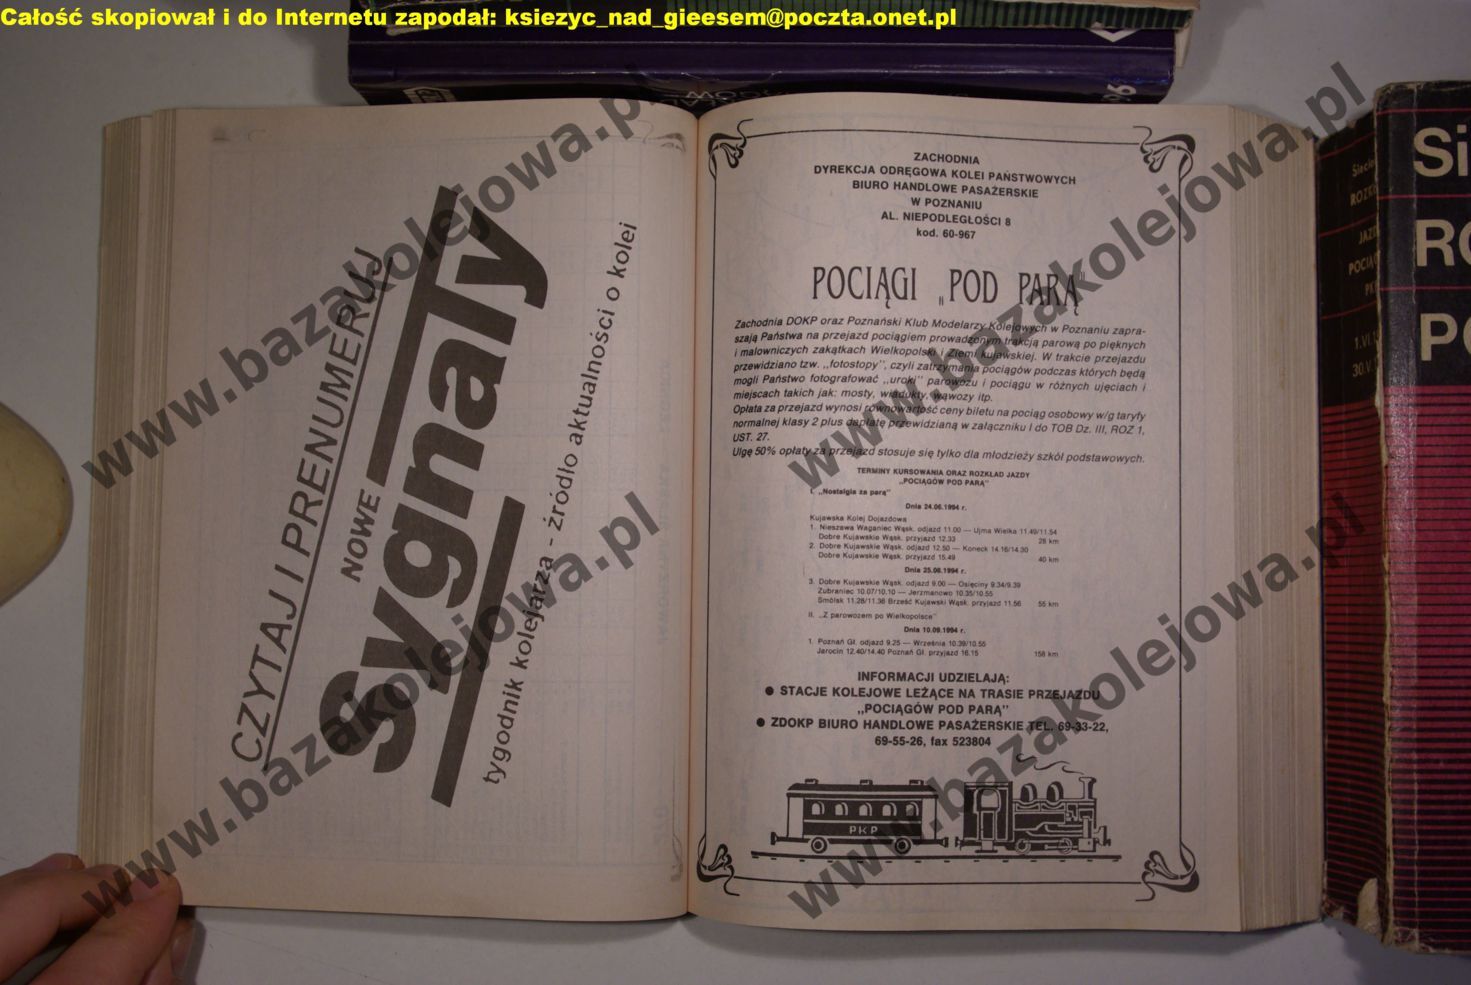 Całość skopiował i do Internetu zapodał: ksiezyc_nad_gieesem@poczta.onet.pl
CZYTAJ I PRENUMERUJ
NOWE
Sygnały
tygodnik kolejarza - źródło aktualności o kolei
ZACHODNIA
DYREKCJA ODRĘGOWA KOLEI PAŃSTWOWYCH
BIURO HANDLOWE PASAŻERSKIE
W POZNANIU
AL. NIEPODLEGŁOŚCI 8
kod. 60-967
POCIĄGI „POD PARĄ"
Zachodnia DOKP oraz Poznański Klub Modelarzy Kolejowych w Poznaniu zapra-
szają Państwa na przejazd pociągiem prowadzonym trakcją parową po pięknych
i malowniczych zakątkach Wielkopolski i Ziemi kujawskiej. W trakcie przejazdu
przewidziano tzw. „fotostopy", czyli zatrzymania pociągów podczas których będą
mogli Państwo fotografować „uroki" parowozu i pociągu w różnych ujęciach i
miejscach takich jak: mosty, wiadukty, wąwozy itp.
Opłata za przejazd wynosi równowartość ceny biletu na pociąg osobowy w/g taryfy
normalnej klasy 2 plus dopłatę przewidzianą w załączniku I do TOB Dz. III, ROZ 1,
UST. 27.
Ulgę 50% opłaty za przejazd stosuje się tylko dla młodzieży szkół podstawowych.
TERMINY KURSOWANIA ORAZ ROZKŁAD JAZDY
„POCIĄGÓW POD PARĄ"
I. „Nostalgia za parą"
Dnia 24.06.1994 r.
Kujawska Kolej Dojazdowa
1. Nieszawa Waganiec Wąsk. odjazd 11.00 — Ujma Wielka 11.49/11.54
Dobre Kujawskie Wąsk. przyjazd 12.33 28 km
2. Dobre Kujawskie Wąsk. odjazd 12.50 — Koneck 14.16/14.30
Dobre Kujawskie Wąsk. przyjazd 15.49 40 km
Dnia 25.06.1994 r.
3. Dobre Kujawskie Wąsk. odjazd 9.00 — Osięciny 9.34/9.39
Zubraniec 10.07/10.10 — Jerzmanowo 10.35/10.55
Smólsk 11.28/11.36 Brześć Kujawski Wąsk. przyjazd 11.56 55 km
II. „Z parowozem po Wielkopolsce"
Dnia 10.09.1994 r.
1. Poznań Gł. odjazd 9.25 — Września 10.39/10.55
Jarocin 12.40/14.40 Poznań Gł. przyjazd 16.15 158 km
INFORMACJI UDZIELAJĄ:
● STACJE KOLEJOWE LEŻĄCE NA TRASIE PRZEJAZDU
„POCIĄGÓW POD PARĄ"
● ZDOKP BIURO HANDLOWE PASAŻERSKIE TEL. 69-33-22,
69-55-26, fax 523804
PKP
www.bazakolejowa.pl
www.bazakolejowa.pl
www.bazakolejowa.pl
www.bazakolejowa.pl